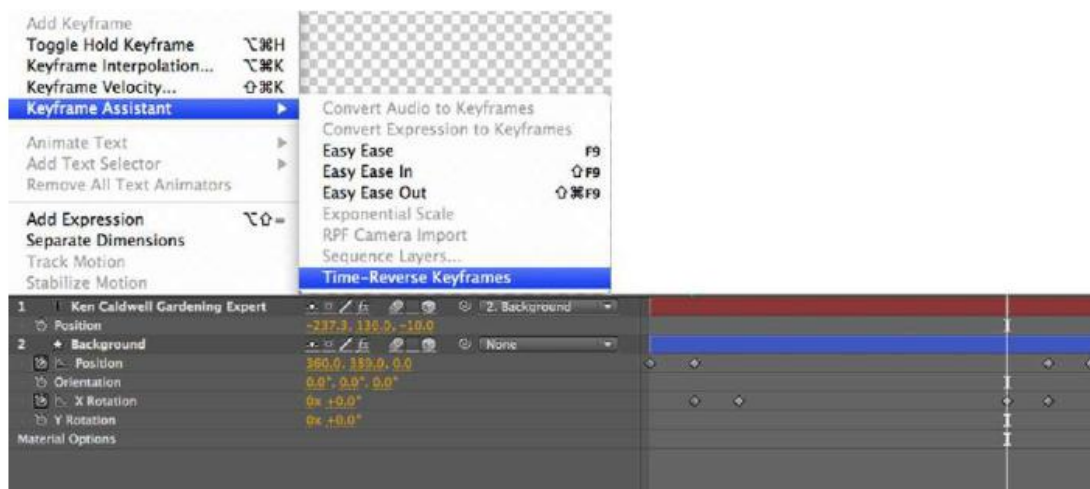 Add Keyframe
Toggle Hold Keyframe ⌥⌘H
Keyframe Interpolation... ⌥⌘K
Keyframe Velocity... ⇧⌘K
Keyframe Assistant ▶
Animate Text ▶
Add Text Selector ▶
Remove All Text Animators
Add Expression ⌥⇧=
Separate Dimensions
Track Motion
Stabilize Motion
Convert Audio to Keyframes
Convert Expression to Keyframes
Easy Ease F9
Easy Ease In ⇧F9
Easy Ease Out ⇧⌘F9
Exponential Scale
RPF Camera Import
Sequence Layers...
Time-Reverse Keyframes
1 Ken Caldwell Gardening Expert fx 2. Background
Position -237.3, 130.0, -10.0
2 Background fx None
Position 360.0, 389.0, 0.0
Orientation 0.0°, 0.0°, 0.0°
X Rotation 0x +0.0°
Y Rotation 0x +0.0°
Material Options